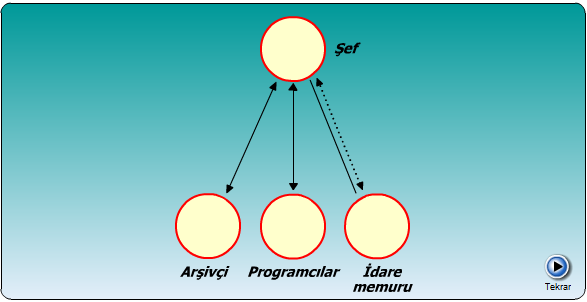 Şef
Arşivçi
Programcılar
İdare
memuru
Tekrar